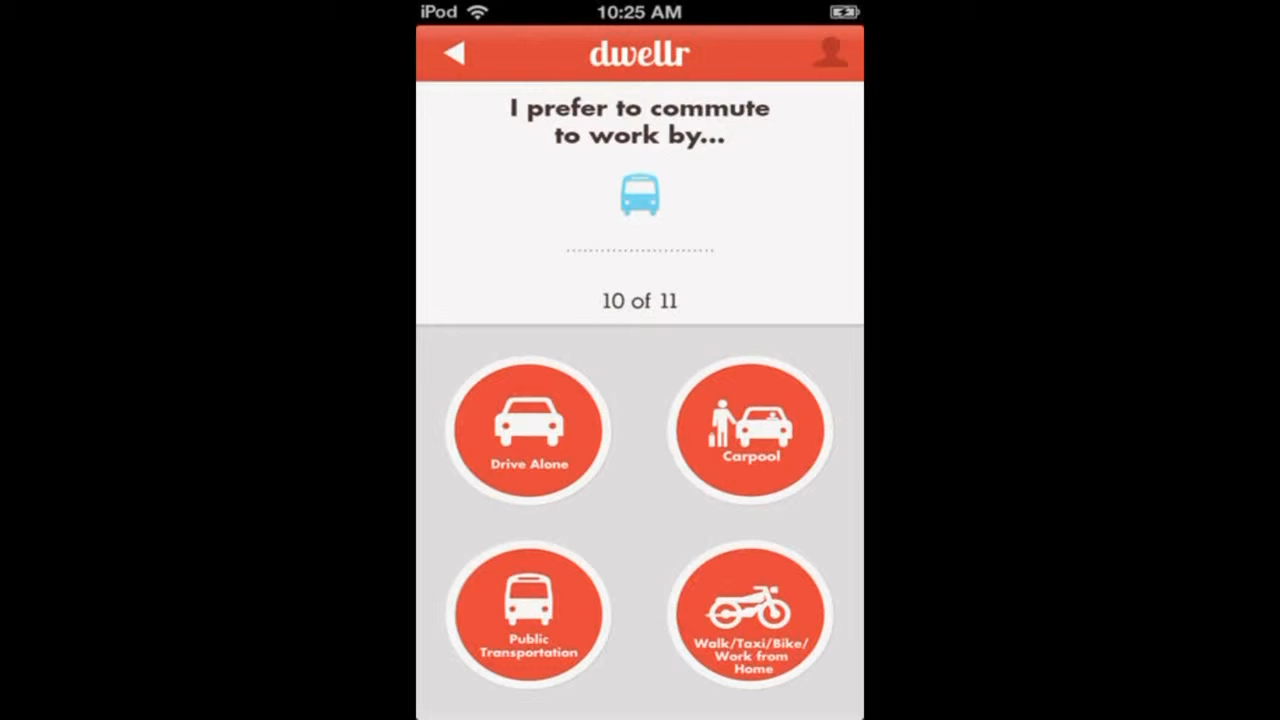 iPod 10:25 AM
dwellr
I prefer to commute
to work by...
10 of 11
Drive Alone
Carpool
Public
Transportation
Walk/Taxi/Bike/
Work from
Home